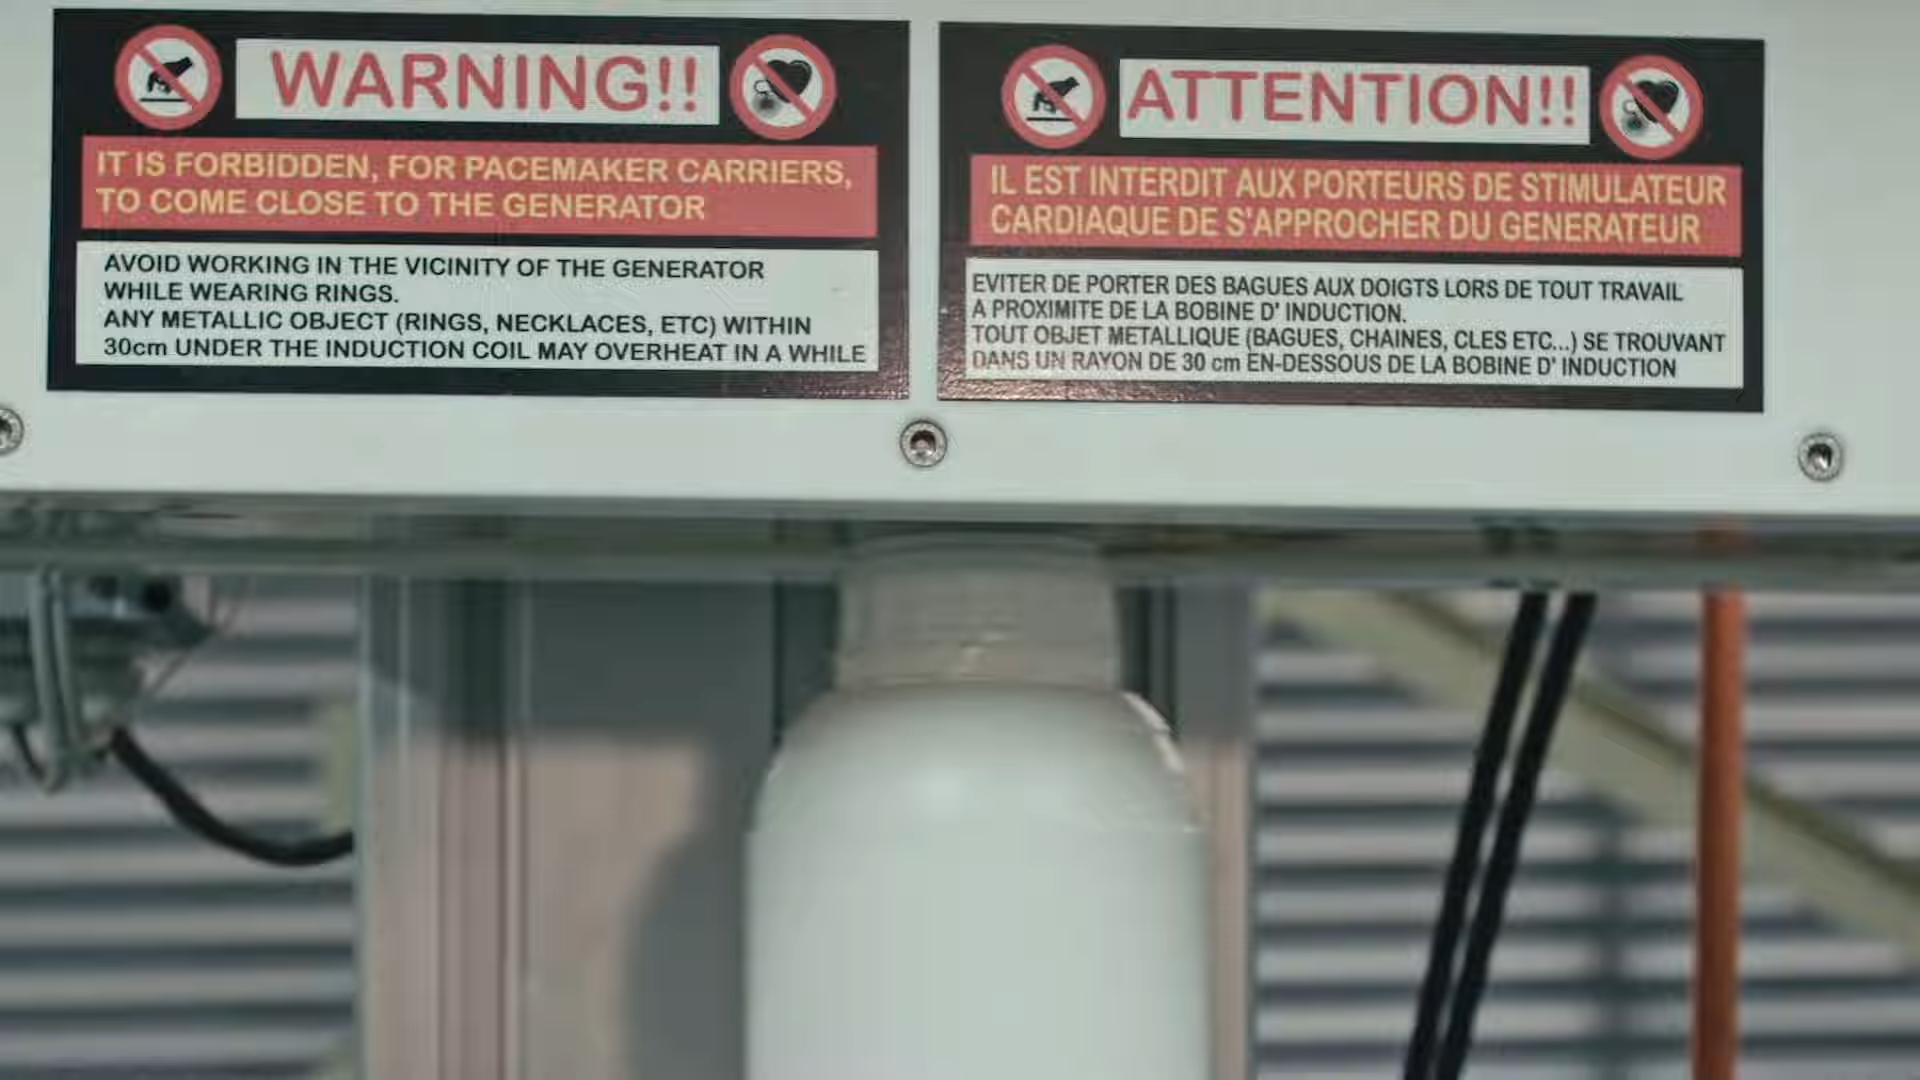 WARNING!!
IT IS FORBIDDEN, FOR PACEMAKER CARRIERS,
TO COME CLOSE TO THE GENERATOR
AVOID WORKING IN THE VICINITY OF THE GENERATOR
WHILE WEARING RINGS.
ANY METALLIC OBJECT (RINGS, NECKLACES, ETC) WITHIN
30cm UNDER THE INDUCTION COIL MAY OVERHEAT IN A WHILE
ATTENTION!!
IL EST INTERDIT AUX PORTEURS DE STIMULATEUR
CARDIAQUE DE S'APPROCHER DU GENERATEUR
EVITER DE PORTER DES BAGUES AUX DOIGTS LORS DE TOUT TRAVAIL
A PROXIMITE DE LA BOBINE D' INDUCTION.
TOUT OBJET METALLIQUE (BAGUES, CHAINES, CLES ETC...) SE TROUVANT
DANS UN RAYON DE 30 cm EN-DESSOUS DE LA BOBINE D' INDUCTION